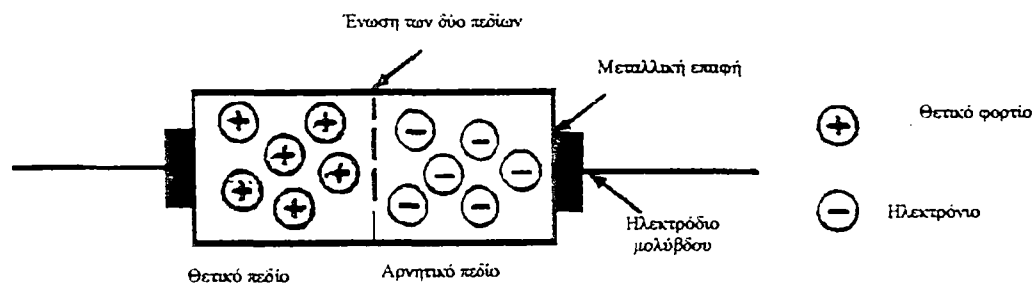 Ένωση των δύο πεδίων
Μεταλλική επαφή
Θετικό φορτίο
Ηλεκτρόνιο
Ηλεκτρόδιο
μολύβδου
Θετικό πεδίο
Αρνητικό πεδίο